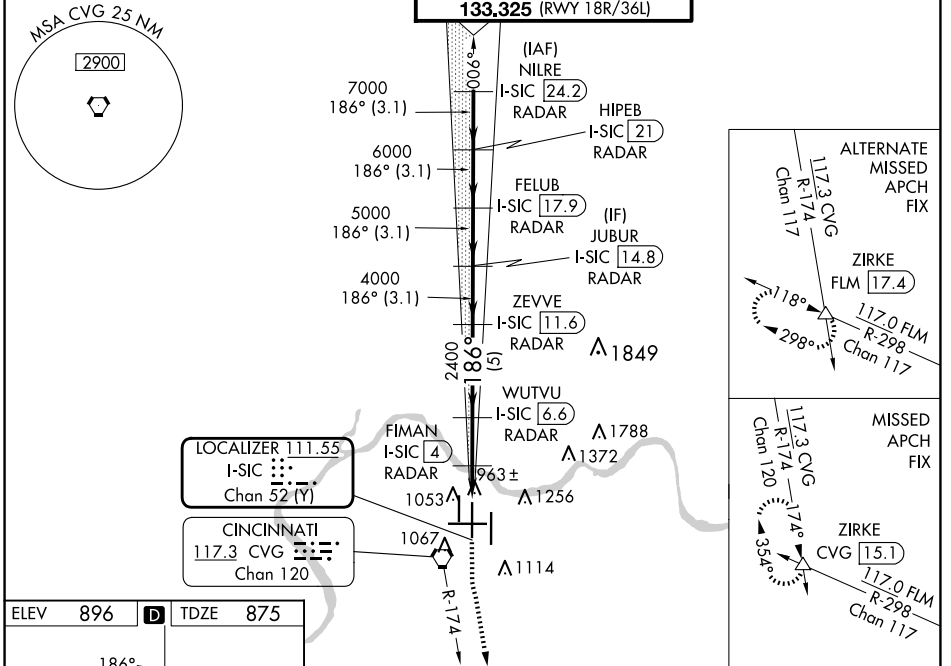 133.325 (RWY 18R/36L)
MSA CVG 25 NM
2900
006°
(IAF)
NILRE
I-SIC 24.2
RADAR
7000
186° (3.1)
HIPEB
I-SIC 21
RADAR
6000
186° (3.1)
FELUB
I-SIC 17.9
RADAR
5000
186° (3.1)
(IF)
JUBUR
I-SIC 14.8
RADAR
4000
186° (3.1)
ZEVVE
I-SIC 11.6
RADAR
1849
2400
186°
(5)
WUTVU
I-SIC 6.6
RADAR
1788
1372
FIMAN
I-SIC 4
RADAR
963±
1053
1256
LOCALIZER 111.55
I-SIC
Chan 52 (Y)
CINCINNATI
117.3 CVG
Chan 120
1067
1114
R-174
ALTERNATE
MISSED
APCH
FIX
117.3 CVG
R-174
Chan 117
ZIRKE
FLM 17.4
118°
298°
117.0 FLM
R-298
Chan 117
MISSED
APCH
FIX
117.3 CVG
R-174
Chan 120
174°
354°
ZIRKE
CVG 15.1
117.0 FLM
R-298
Chan 117
ELEV 896 D TDZE 875
186°